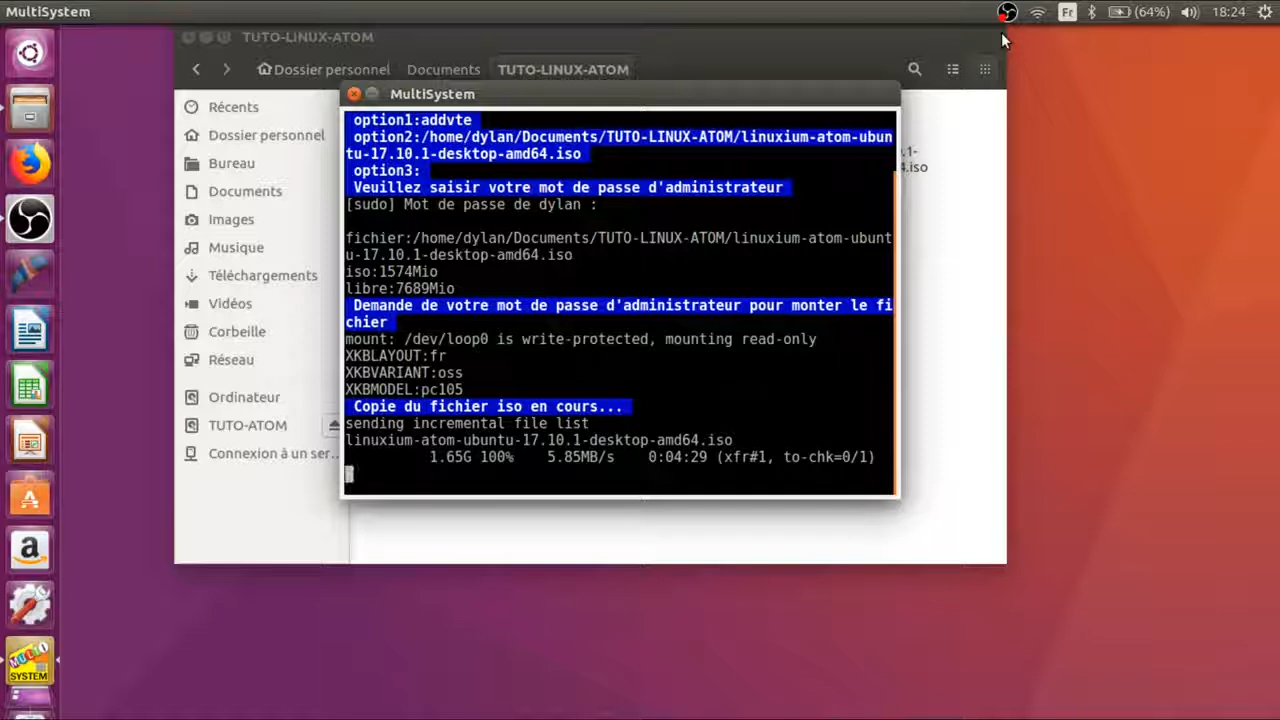 MultiSystem
Fr
(64%)
18:24
TUTO-LINUX-ATOM
Dossier personnel
Documents
TUTO-LINUX-ATOM
Récents
Dossier personnel
Bureau
Documents
Images
Musique
Téléchargements
Vidéos
Corbeille
Réseau
Ordinateur
TUTO-ATOM
Connexion à un ser...
0.1-
4.iso
MultiSystem
option1:addvte
option2:/home/dylan/Documents/TUTO-LINUX-ATOM/linuxium-atom-ubun
tu-17.10.1-desktop-amd64.iso
option3:
Veuillez saisir votre mot de passe d'administrateur
[sudo] Mot de passe de dylan :
fichier:/home/dylan/Documents/TUTO-LINUX-ATOM/linuxium-atom-ubunt
u-17.10.1-desktop-amd64.iso
iso:1574Mio
libre:7689Mio
Demande de votre mot de passe d'administrateur pour monter le fi
chier
mount: /dev/loop0 is write-protected, mounting read-only
XKBLAYOUT:fr
XKBVARIANT:oss
XKBMODEL:pc105
Copie du fichier iso en cours...
sending incremental file list
linuxium-atom-ubuntu-17.10.1-desktop-amd64.iso
1.65G 100% 5.85MB/s 0:04:29 (xfr#1, to-chk=0/1)
a
MULTI
SYSTEM